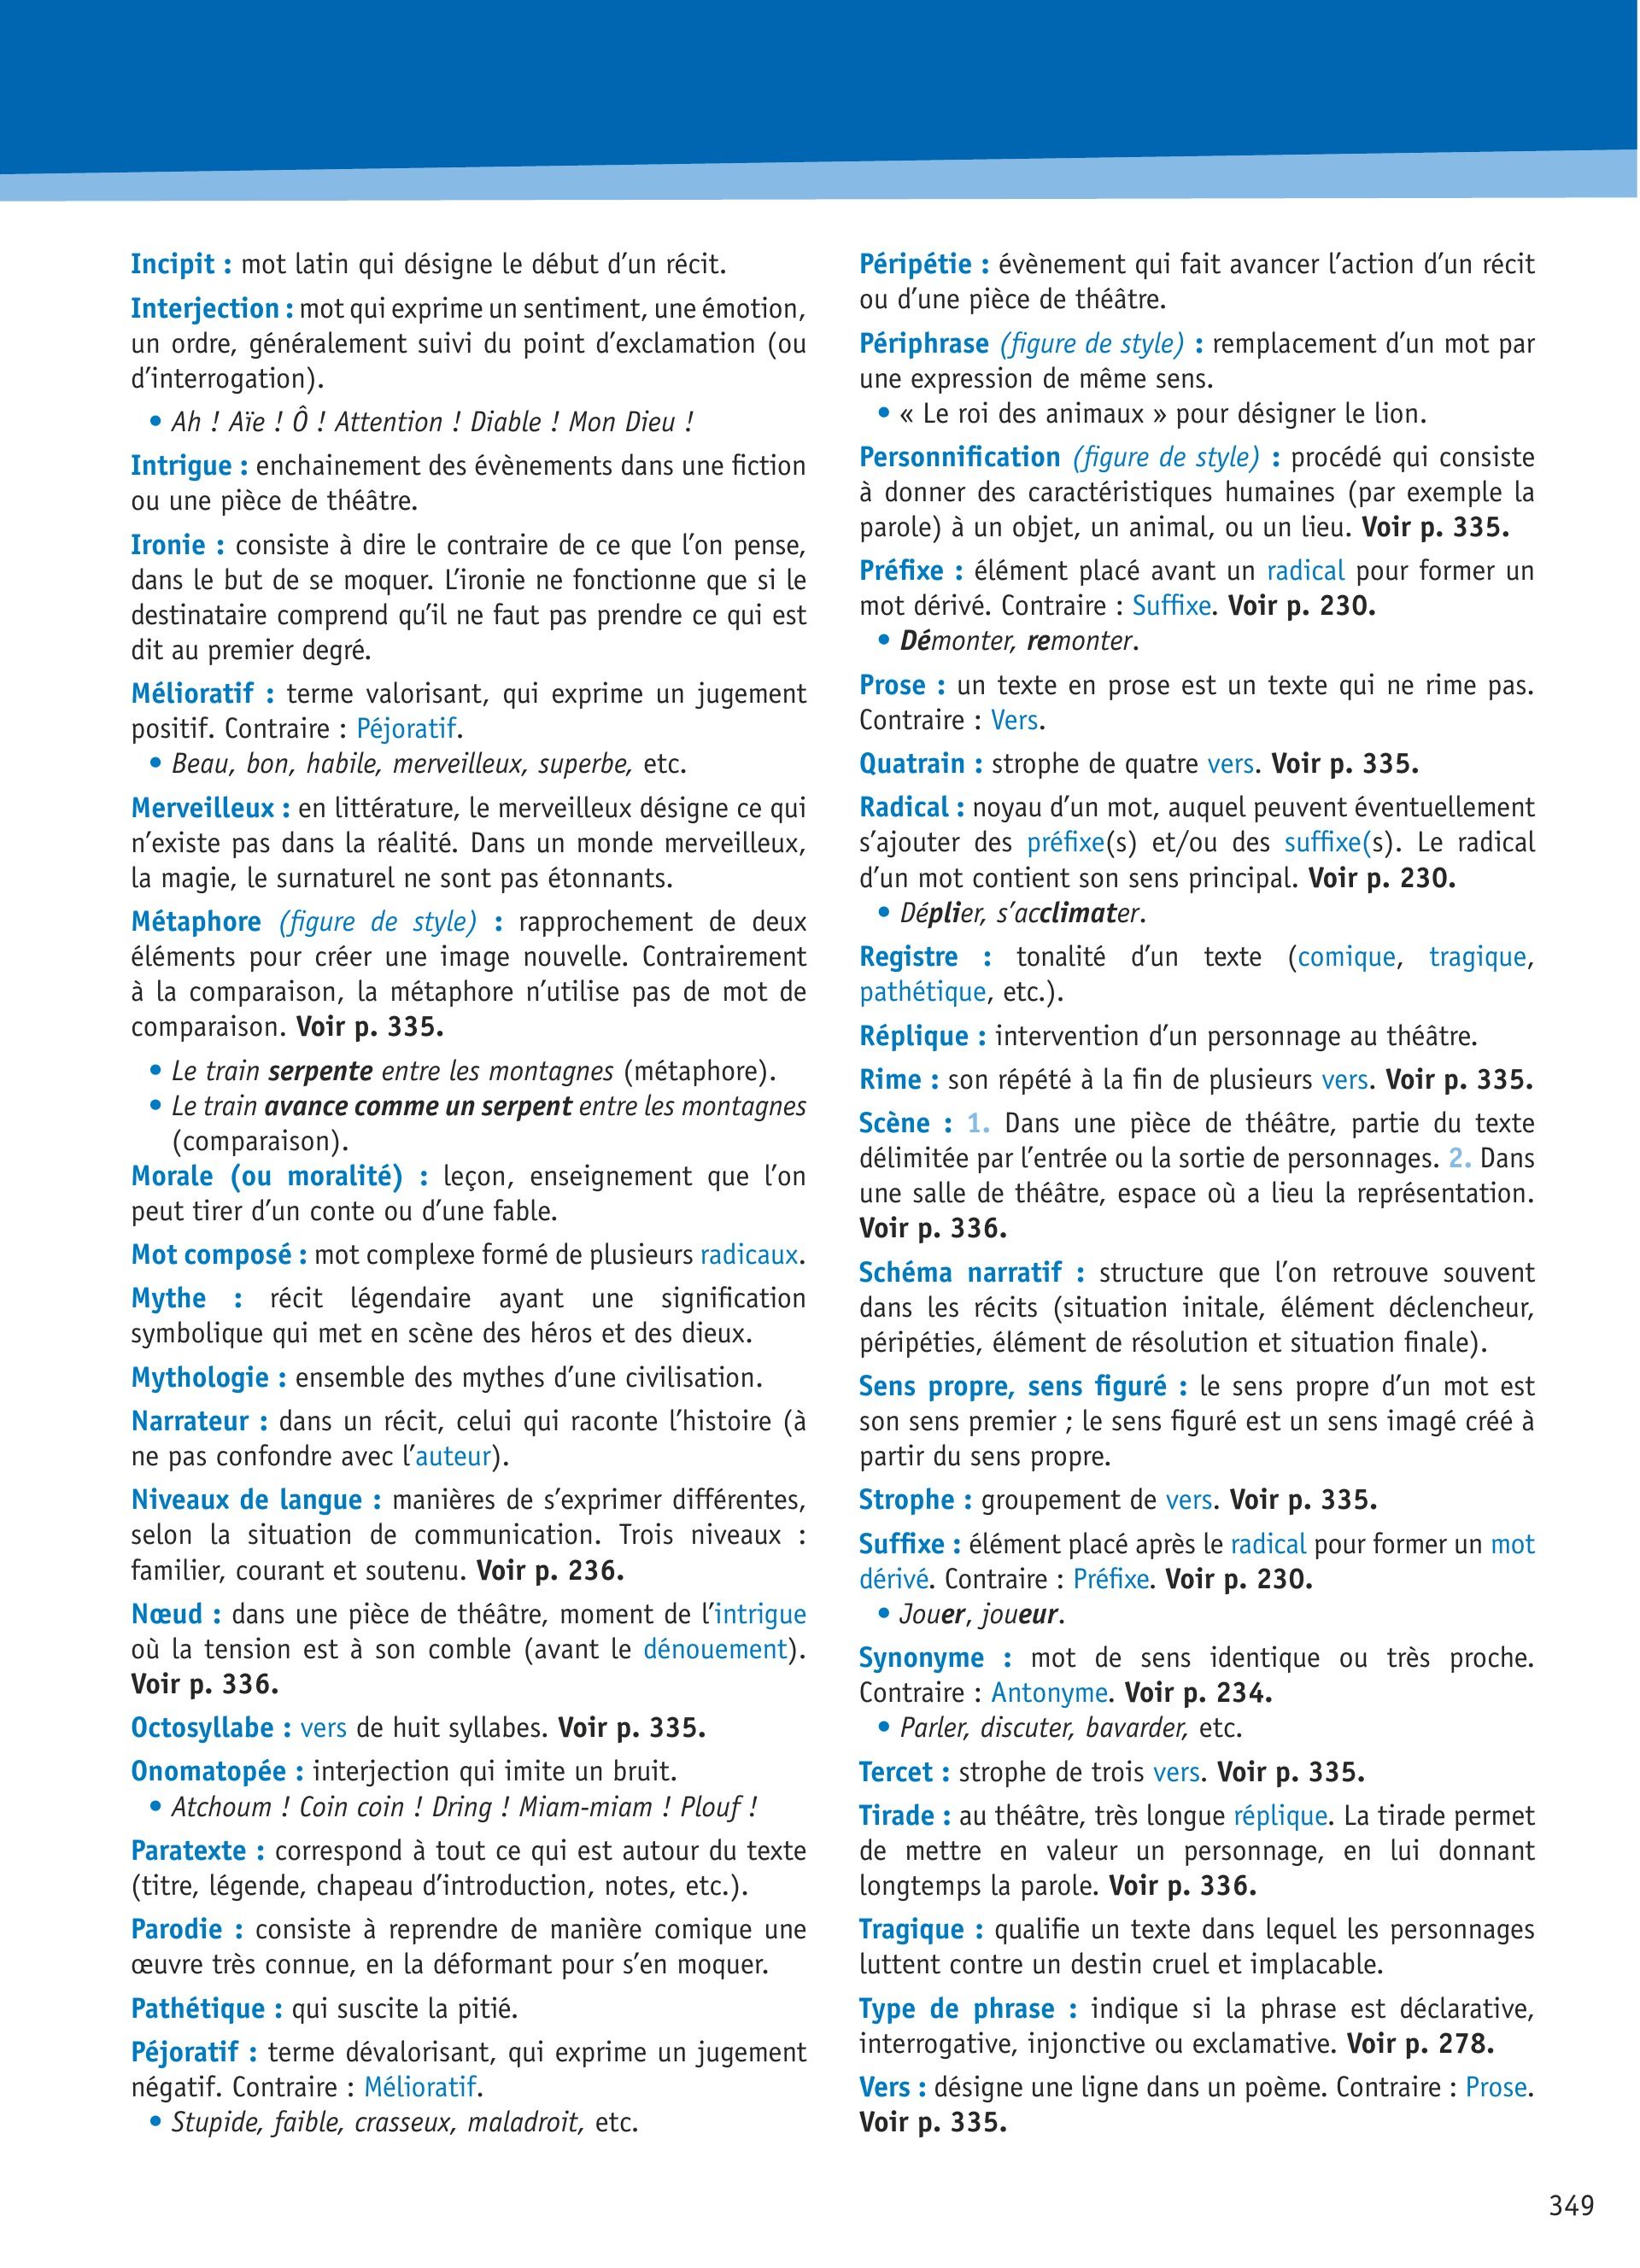 Incipit : mot latin qui désigne le début d’un récit.
Interjection : mot qui exprime un sentiment, une émotion,
un ordre, généralement suivi du point d’exclamation (ou
d’interrogation).
• Ah ! Aïe ! Ô ! Attention ! Diable ! Mon Dieu !
Intrigue : enchainement des évènements dans une fiction
ou une pièce de théâtre.
Ironie : consiste à dire le contraire de ce que l’on pense,
dans le but de se moquer. L’ironie ne fonctionne que si le
destinataire comprend qu’il ne faut pas prendre ce qui est
dit au premier degré.
Mélioratif : terme valorisant, qui exprime un jugement
positif. Contraire : Péjoratif.
• Beau, bon, habile, merveilleux, superbe, etc.
Merveilleux : en littérature, le merveilleux désigne ce qui
n’existe pas dans la réalité. Dans un monde merveilleux,
la magie, le surnaturel ne sont pas étonnants.
Métaphore (figure de style) : rapprochement de deux
éléments pour créer une image nouvelle. Contrairement
à la comparaison, la métaphore n’utilise pas de mot de
comparaison. Voir p. 335.
• Le train serpente entre les montagnes (métaphore).
• Le train avance comme un serpent entre les montagnes
(comparaison).
Morale (ou moralité) : leçon, enseignement que l’on
peut tirer d’un conte ou d’une fable.
Mot composé : mot complexe formé de plusieurs radicaux.
Mythe : récit légendaire ayant une signification
symbolique qui met en scène des héros et des dieux.
Mythologie : ensemble des mythes d’une civilisation.
Narrateur : dans un récit, celui qui raconte l’histoire (à
ne pas confondre avec l’auteur).
Niveaux de langue : manières de s’exprimer différentes,
selon la situation de communication. Trois niveaux :
familier, courant et soutenu. Voir p. 236.
Nœud : dans une pièce de théâtre, moment de l’intrigue
où la tension est à son comble (avant le dénouement).
Voir p. 336.
Octosyllabe : vers de huit syllabes. Voir p. 335.
Onomatopée : interjection qui imite un bruit.
• Atchoum ! Coin coin ! Dring ! Miam-miam ! Plouf !
Paratexte : correspond à tout ce qui est autour du texte
(titre, légende, chapeau d’introduction, notes, etc.).
Parodie : consiste à reprendre de manière comique une
œuvre très connue, en la déformant pour s’en moquer.
Pathétique : qui suscite la pitié.
Péjoratif : terme dévalorisant, qui exprime un jugement
négatif. Contraire : Mélioratif.
• Stupide, faible, crasseux, maladroit, etc.
Péripétie : évènement qui fait avancer l’action d’un récit
ou d’une pièce de théâtre.
Périphrase (figure de style) : remplacement d’un mot par
une expression de même sens.
• « Le roi des animaux » pour désigner le lion.
Personnification (figure de style) : procédé qui consiste
à donner des caractéristiques humaines (par exemple la
parole) à un objet, un animal, ou un lieu. Voir p. 335.
Préfixe : élément placé avant un radical pour former un
mot dérivé. Contraire : Suffixe. Voir p. 230.
• Démonter, remonter.
Prose : un texte en prose est un texte qui ne rime pas.
Contraire : Vers.
Quatrain : strophe de quatre vers. Voir p. 335.
Radical : noyau d’un mot, auquel peuvent éventuellement
s’ajouter des préfixe(s) et/ou des suffixe(s). Le radical
d’un mot contient son sens principal. Voir p. 230.
• Déplier, s’acclimater.
Registre : tonalité d’un texte (comique, tragique,
pathétique, etc.).
Réplique : intervention d’un personnage au théâtre.
Rime : son répété à la fin de plusieurs vers. Voir p. 335.
Scène : 1. Dans une pièce de théâtre, partie du texte
délimitée par l’entrée ou la sortie de personnages. 2. Dans
une salle de théâtre, espace où a lieu la représentation.
Voir p. 336.
Schéma narratif : structure que l’on retrouve souvent
dans les récits (situation initale, élément déclencheur,
péripéties, élément de résolution et situation finale).
Sens propre, sens figuré : le sens propre d’un mot est
son sens premier ; le sens figuré est un sens imagé créé à
partir du sens propre.
Strophe : groupement de vers. Voir p. 335.
Suffixe : élément placé après le radical pour former un mot
dérivé. Contraire : Préfixe. Voir p. 230.
• Jouer, joueur.
Synonyme : mot de sens identique ou très proche.
Contraire : Antonyme. Voir p. 234.
• Parler, discuter, bavarder, etc.
Tercet : strophe de trois vers. Voir p. 335.
Tirade : au théâtre, très longue réplique. La tirade permet
de mettre en valeur un personnage, en lui donnant
longtemps la parole. Voir p. 336.
Tragique : qualifie un texte dans lequel les personnages
luttent contre un destin cruel et implacable.
Type de phrase : indique si la phrase est déclarative,
interrogative, injonctive ou exclamative. Voir p. 278.
Vers : désigne une ligne dans un poème. Contraire : Prose.
Voir p. 335.
349